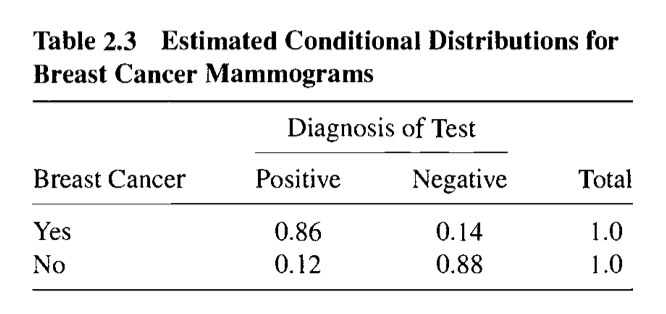 Table 2.3 Estimated Conditional Distributions for
Breast Cancer Mammograms
Diagnosis of Test
Breast Cancer Positive Negative Total
Yes 0.86 0.14 1.0
No 0.12 0.88 1.0